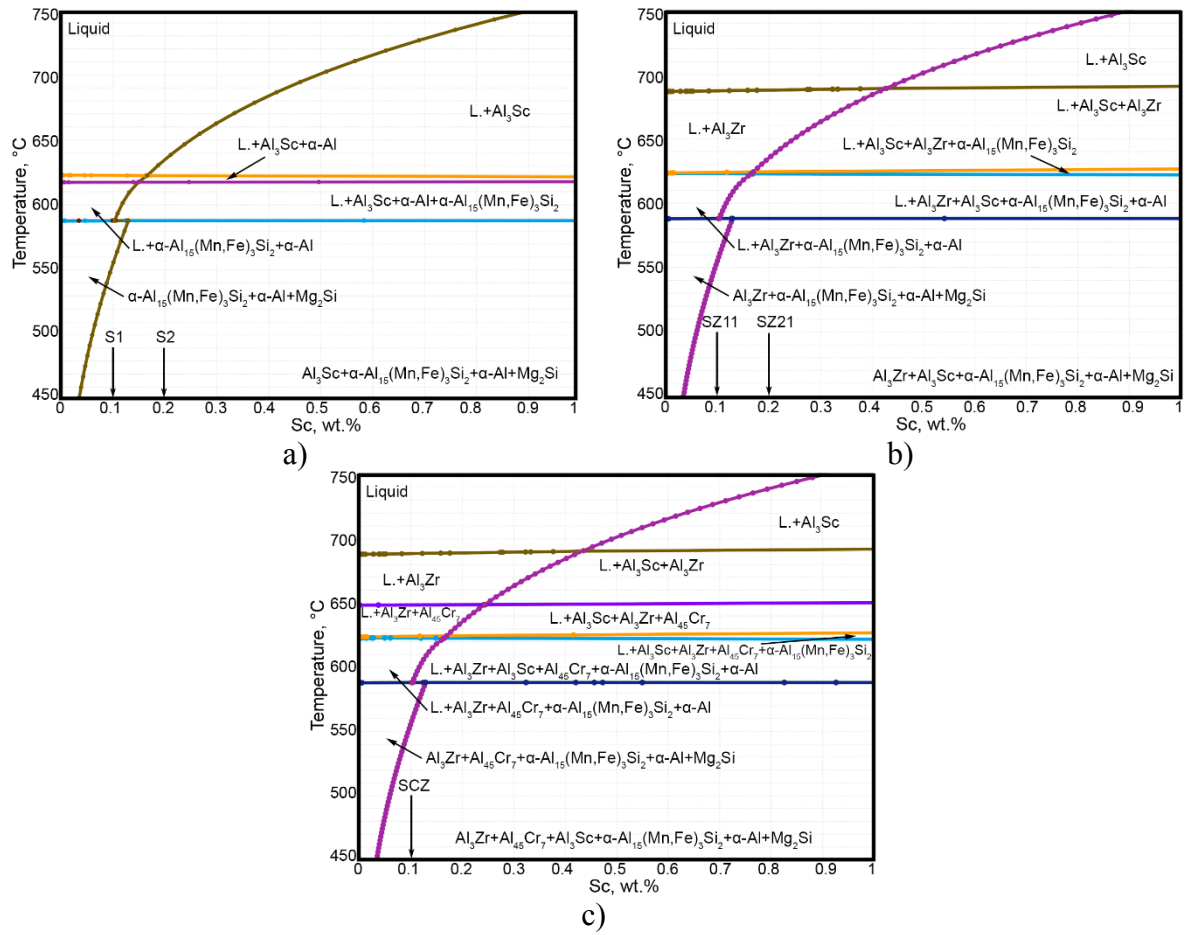 750
700
650
600
550
500
450
Temperature, °C
Liquid
L.+Al₃Sc
L.+Al₃Sc+α-Al
L.+Al₃Sc+α-Al+α-Al₁₅(Mn,Fe)₃Si₂
L.+α-Al₁₅(Mn,Fe)₃Si₂+α-Al
α-Al₁₅(Mn,Fe)₃Si₂+α-Al+Mg₂Si
S1 S2
Al₃Sc+α-Al₁₅(Mn,Fe)₃Si₂+α-Al+Mg₂Si
0 0.1 0.2 0.3 0.4 0.5 0.6 0.7 0.8 0.9 1
Sc, wt.%
a)
750
700
650
600
550
500
450
Temperature, °C
Liquid
L.+Al₃Sc
L.+Al₃Sc+Al₃Zr
L.+Al₃Zr
L.+Al₃Sc+Al₃Zr+α-Al₁₅(Mn,Fe)₃Si₂
L.+Al₃Zr+Al₃Sc+α-Al₁₅(Mn,Fe)₃Si₂+α-Al
L.+Al₃Zr+α-Al₁₅(Mn,Fe)₃Si₂+α-Al
Al₃Zr+α-Al₁₅(Mn,Fe)₃Si₂+α-Al+Mg₂Si
SZ11 SZ21
Al₃Zr+Al₃Sc+α-Al₁₅(Mn,Fe)₃Si₂+α-Al+Mg₂Si
0 0.1 0.2 0.3 0.4 0.5 0.6 0.7 0.8 0.9 1
Sc, wt.%
b)
750
700
650
600
550
500
450
Temperature, °C
Liquid
L.+Al₃Sc
L.+Al₃Sc+Al₃Zr
L.+Al₃Zr
L.+Al₃Zr+Al₄₅Cr₇
L.+Al₃Sc+Al₃Zr+Al₄₅Cr₇
L.+Al₃Sc+Al₃Zr+Al₄₅Cr₇+α-Al₁₅(Mn,Fe)₃Si₂
L.+Al₃Zr+Al₃Sc+Al₄₅Cr₇+α-Al₁₅(Mn,Fe)₃Si₂+α-Al
L.+Al₃Zr+Al₄₅Cr₇+α-Al₁₅(Mn,Fe)₃Si₂+α-Al
Al₃Zr+Al₄₅Cr₇+α-Al₁₅(Mn,Fe)₃Si₂+α-Al+Mg₂Si
SCZ
Al₃Zr+Al₄₅Cr₇+Al₃Sc+α-Al₁₅(Mn,Fe)₃Si₂+α-Al+Mg₂Si
0 0.1 0.2 0.3 0.4 0.5 0.6 0.7 0.8 0.9 1
Sc, wt.%
c)